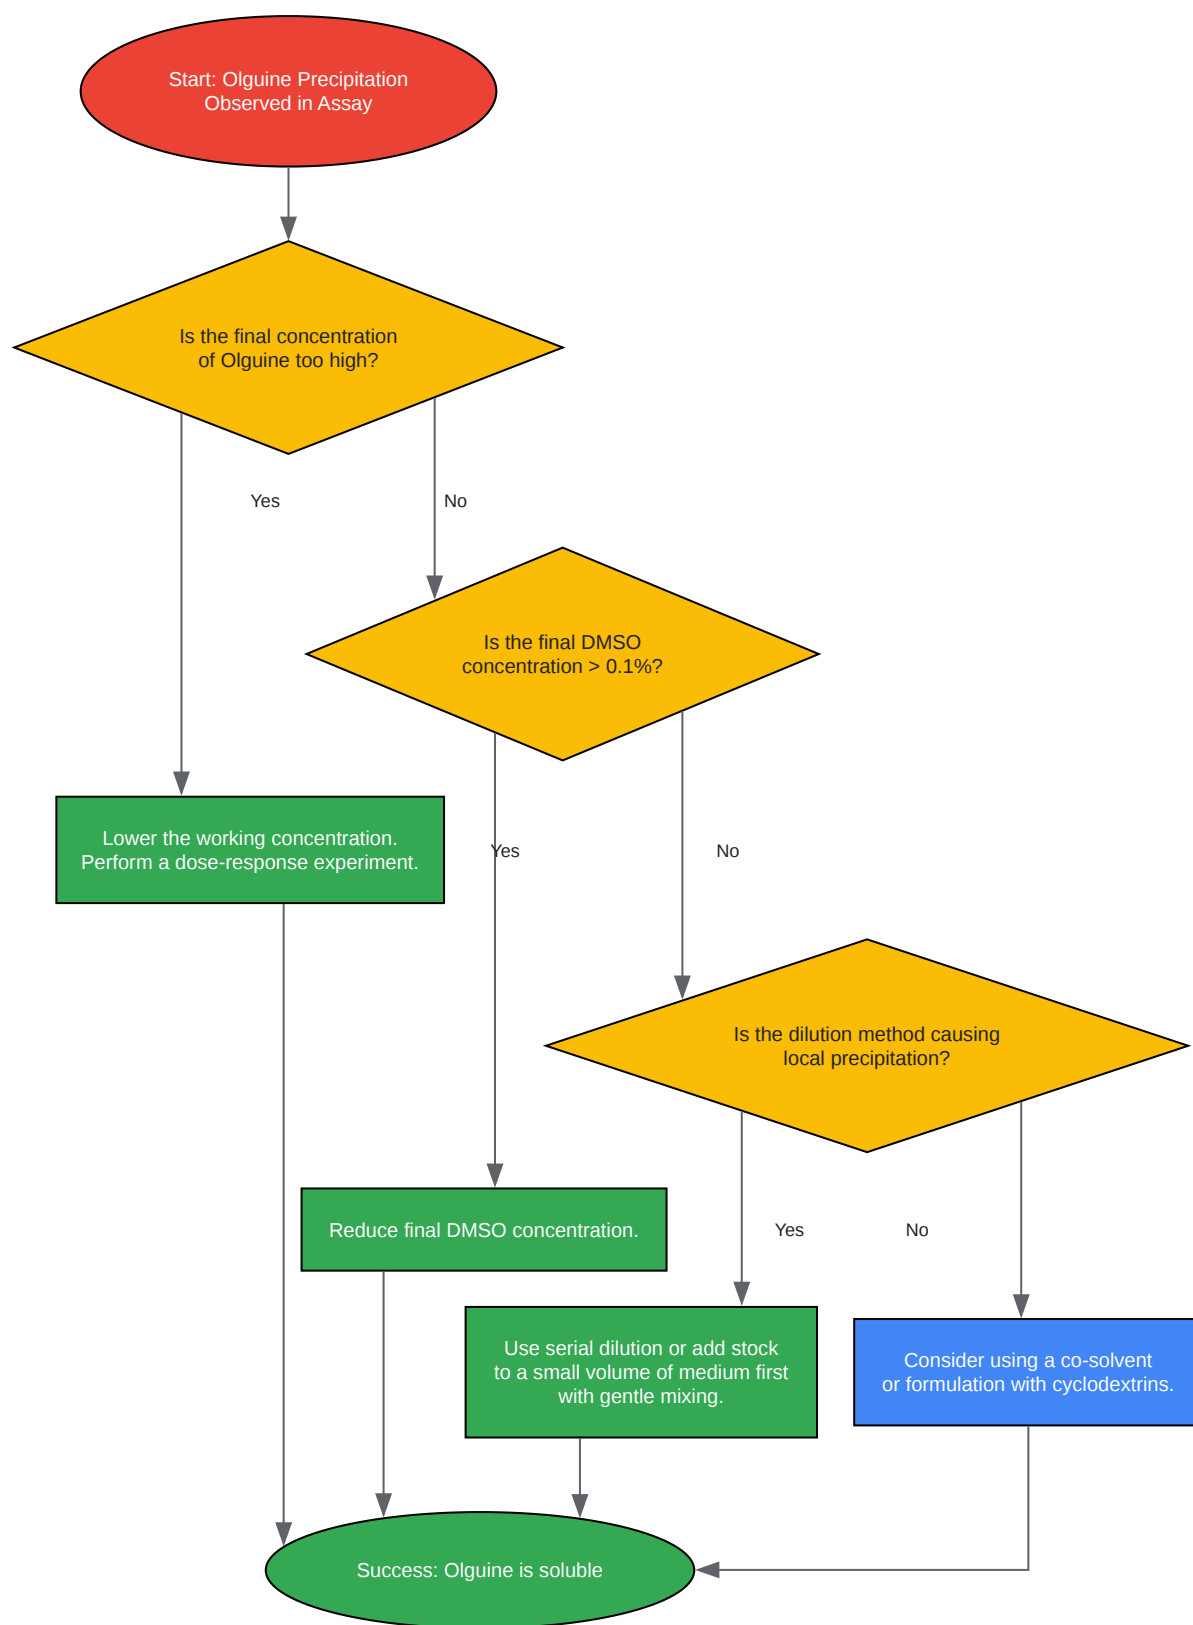 Start: Olguine Precipitation
Observed in Assay
Is the final concentration
of Olguine too high?
Yes
No
Is the final DMSO
concentration > 0.1%?
Lower the working concentration.
Perform a dose-response experiment.
Yes
No
Is the dilution method causing
local precipitation?
Reduce final DMSO concentration.
Yes
No
Use serial dilution or add stock
to a small volume of medium first
with gentle mixing.
Consider using a co-solvent
or formulation with cyclodextrins.
Success: Olguine is soluble